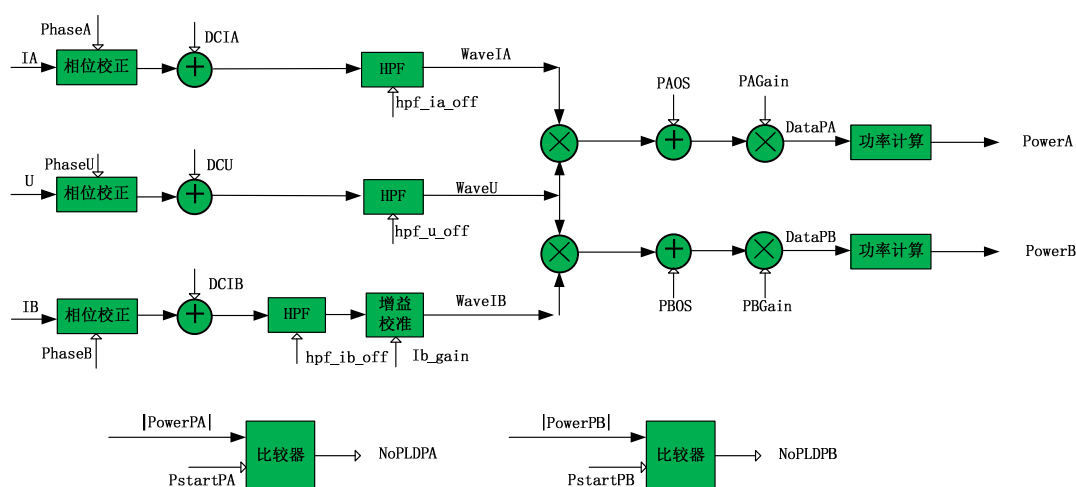 PhaseA
DCIA
IA
相位校正
HPF
WaveIA
hpf_ia_off
PAOS
PAGain
DataPA
功率计算
PowerA
PhaseU
DCU
U
相位校正
HPF
WaveU
hpf_u_off
DataPB
功率计算
PowerB
PBOS
PBGain
DCIB
IB
相位校正
HPF
增益
校准
WaveIB
PhaseB
hpf_ib_off
Ib_gain
|PowerPA|
比较器
NoPLDPA
PstartPA
|PowerPB|
比较器
NoPLDPB
PstartPB